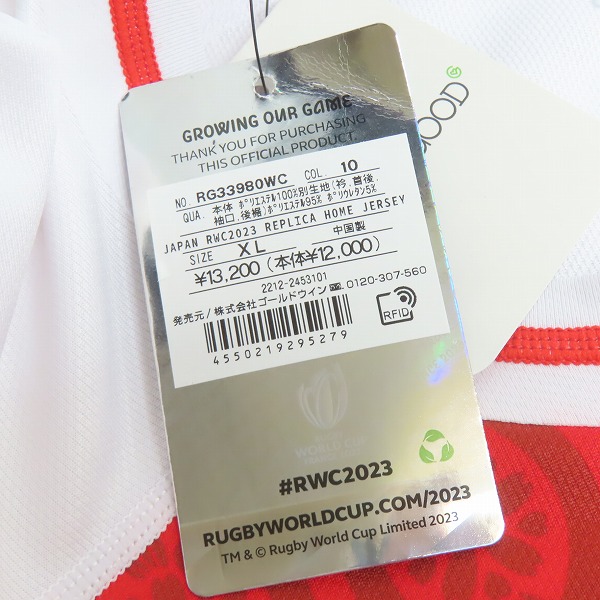 GROWING OUR GAME
THANK YOU FOR PURCHASING
THIS OFFICIAL PRODUCT.
NO. RG33980WC COL. 10
QUA. 本体 ポリエステル100%別生地(衿、首後、
袖口、後裾)ポリエステル95% ポリウレタン5%
JAPAN RWC2023 REPLICA HOME JERSEY
SIZE XL 中国製
¥13,200(本体¥12,000)
2212-2453101
発売元/株式会社ゴールドウイン 0120-307-560
RFID
4550219295279
WORLD CUP
#RWC2023
RUGBYWORLDCUP.COM/2023
TM & © Rugby World Cup Limited 2023
GOOD